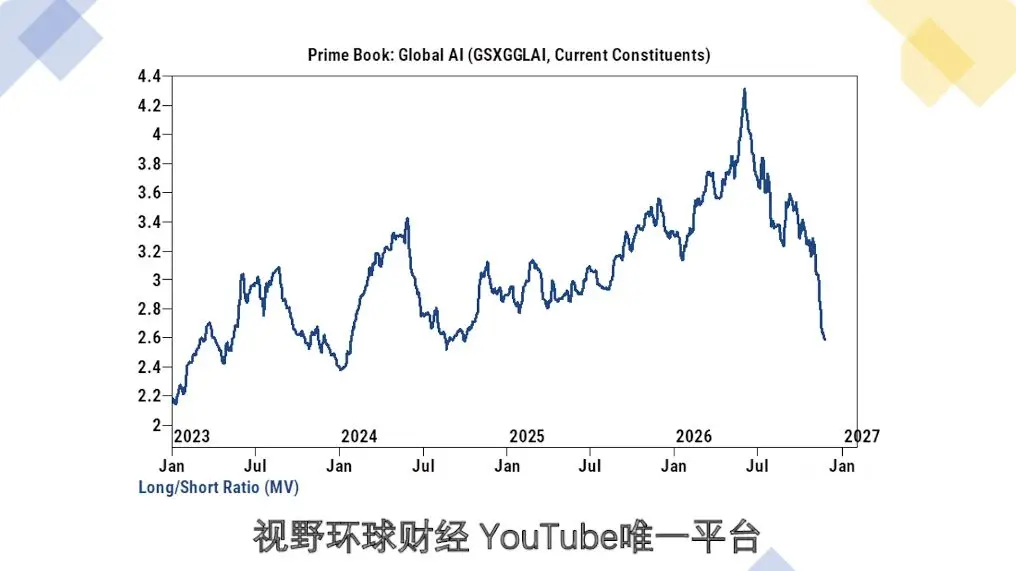 Prime Book: Global AI (GSXGGLAI, Current Constituents)
4.4
4.2
4
3.8
3.6
3.4
3.2
3
2.8
2.6
2.4
2.2
2
2023 2024 2025 2026 2027
Jan Jul Jan Jul Jan Jul Jan Jul Jan
Long/Short Ratio (MV)
视野环球财经 YouTube唯一平台